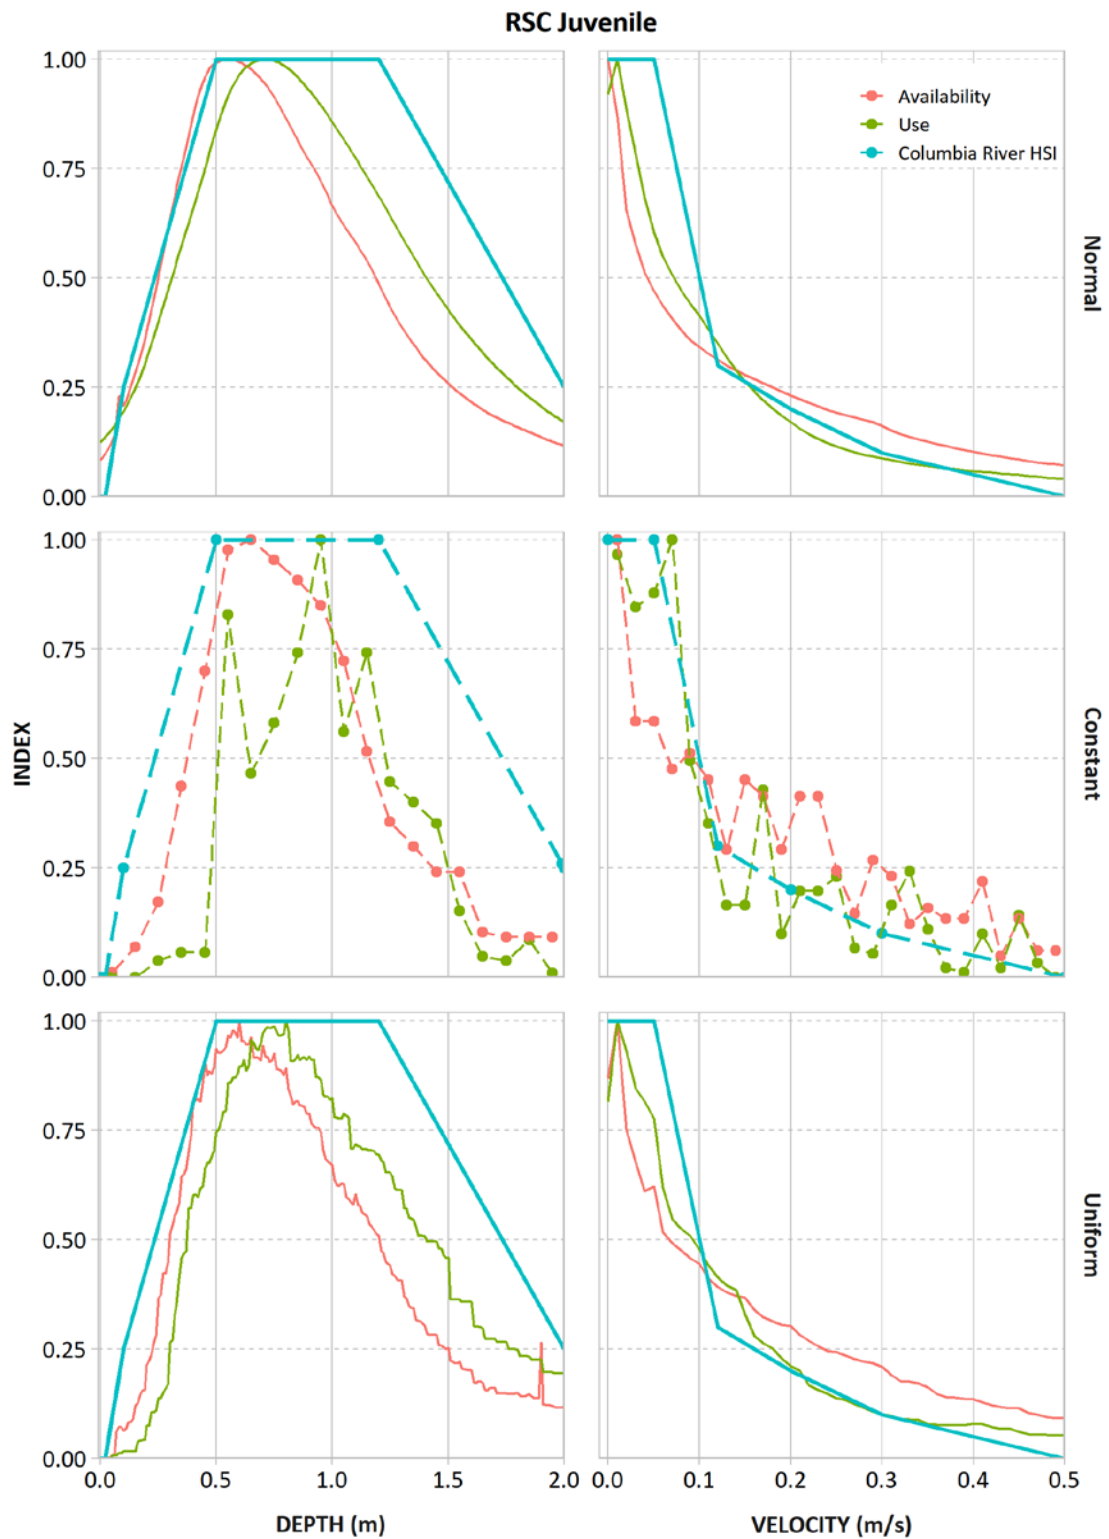 RSC Juvenile
1.00
0.75
0.50
0.25
0.00
Availability
Use
Columbia River HSI
Normal
1.00
0.75
0.50
0.25
0.00
INDEX
Constant
1.00
0.75
0.50
0.25
0.00
Uniform
0.0 0.5 1.0 1.5 2.0
0.0 0.1 0.2 0.3 0.4 0.5
DEPTH (m)
VELOCITY (m/s)